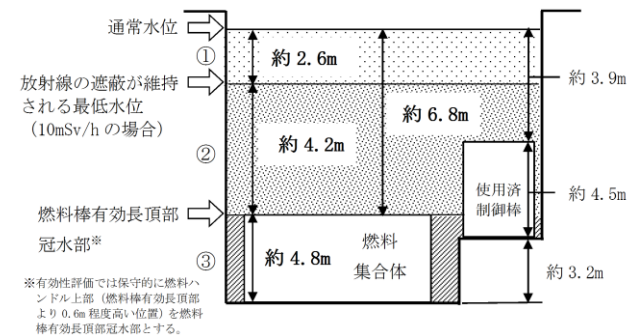 通常水位
①
約2.6m
放射線の遮蔽が維持
される最低水位
（10mSv/hの場合）
約3.9m
約6.8m
②
約4.2m
使用済
制御棒
約4.5m
燃料棒有効長頂部
冠水部※
③
約4.8m
燃料
集合体
約3.2m
※有効性評価では保守的に燃料ハ
ンドル上部（燃料棒有効長頂部
より0.6m程度高い位置）を燃料
棒有効長頂部冠水部とする。